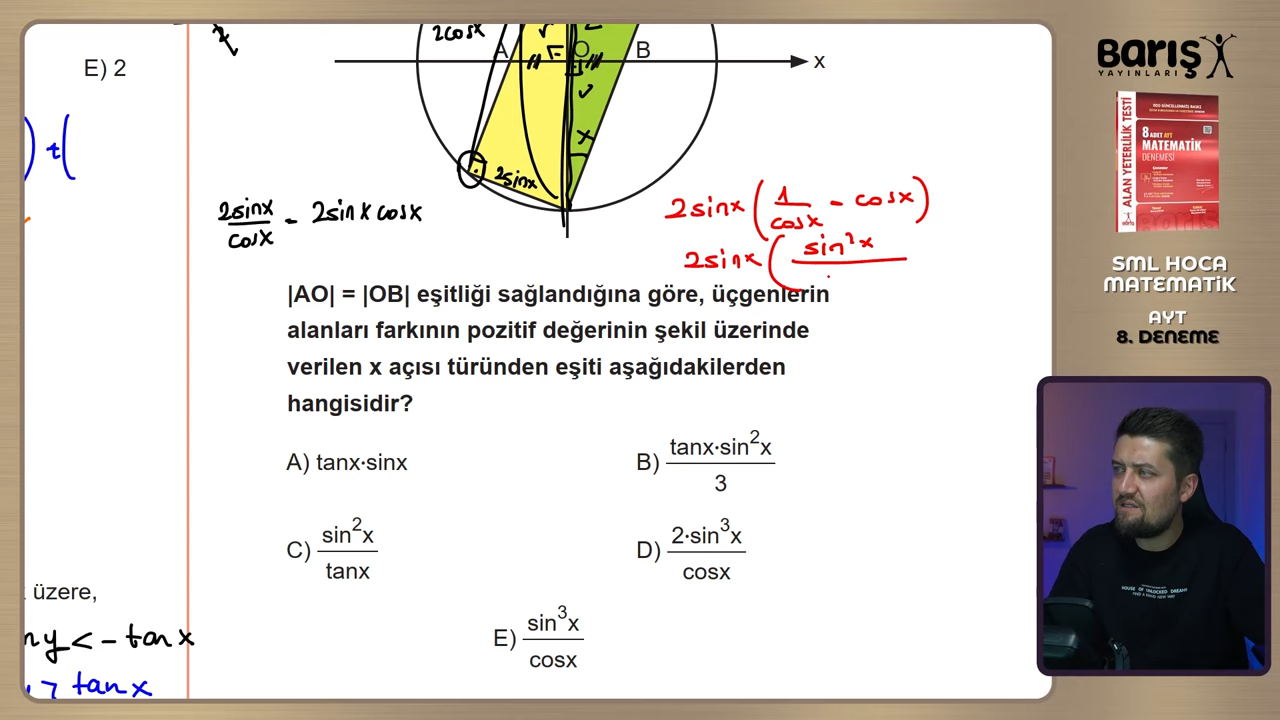 E) 2
2cosx
A
O
B
x
x
2sinx
2sinx/cosx - 2sinx cosx
2sinx(1/cosx - cosx)
2sinx(sin²x
|AO| = |OB| eşitliği sağlandığına göre, üçgenlerin
alanları farkının pozitif değerinin şekil üzerinde
verilen x açısı türünden eşiti aşağıdakilerden
hangisidir?
A) tanx·sinx
B) tanx·sin²x/3
C) sin²x/tanx
D) 2·sin³x/cosx
E) sin³x/cosx
üzere,
y < - tanx
> tanx
BARIŞ
YAYINLARI
ALAN YETERLİLİK TESTİ
8 ADET AYT
MATEMATİK
DENEMESİ
BARIŞ
SML HOCA
MATEMATİK
AYT
8. DENEME